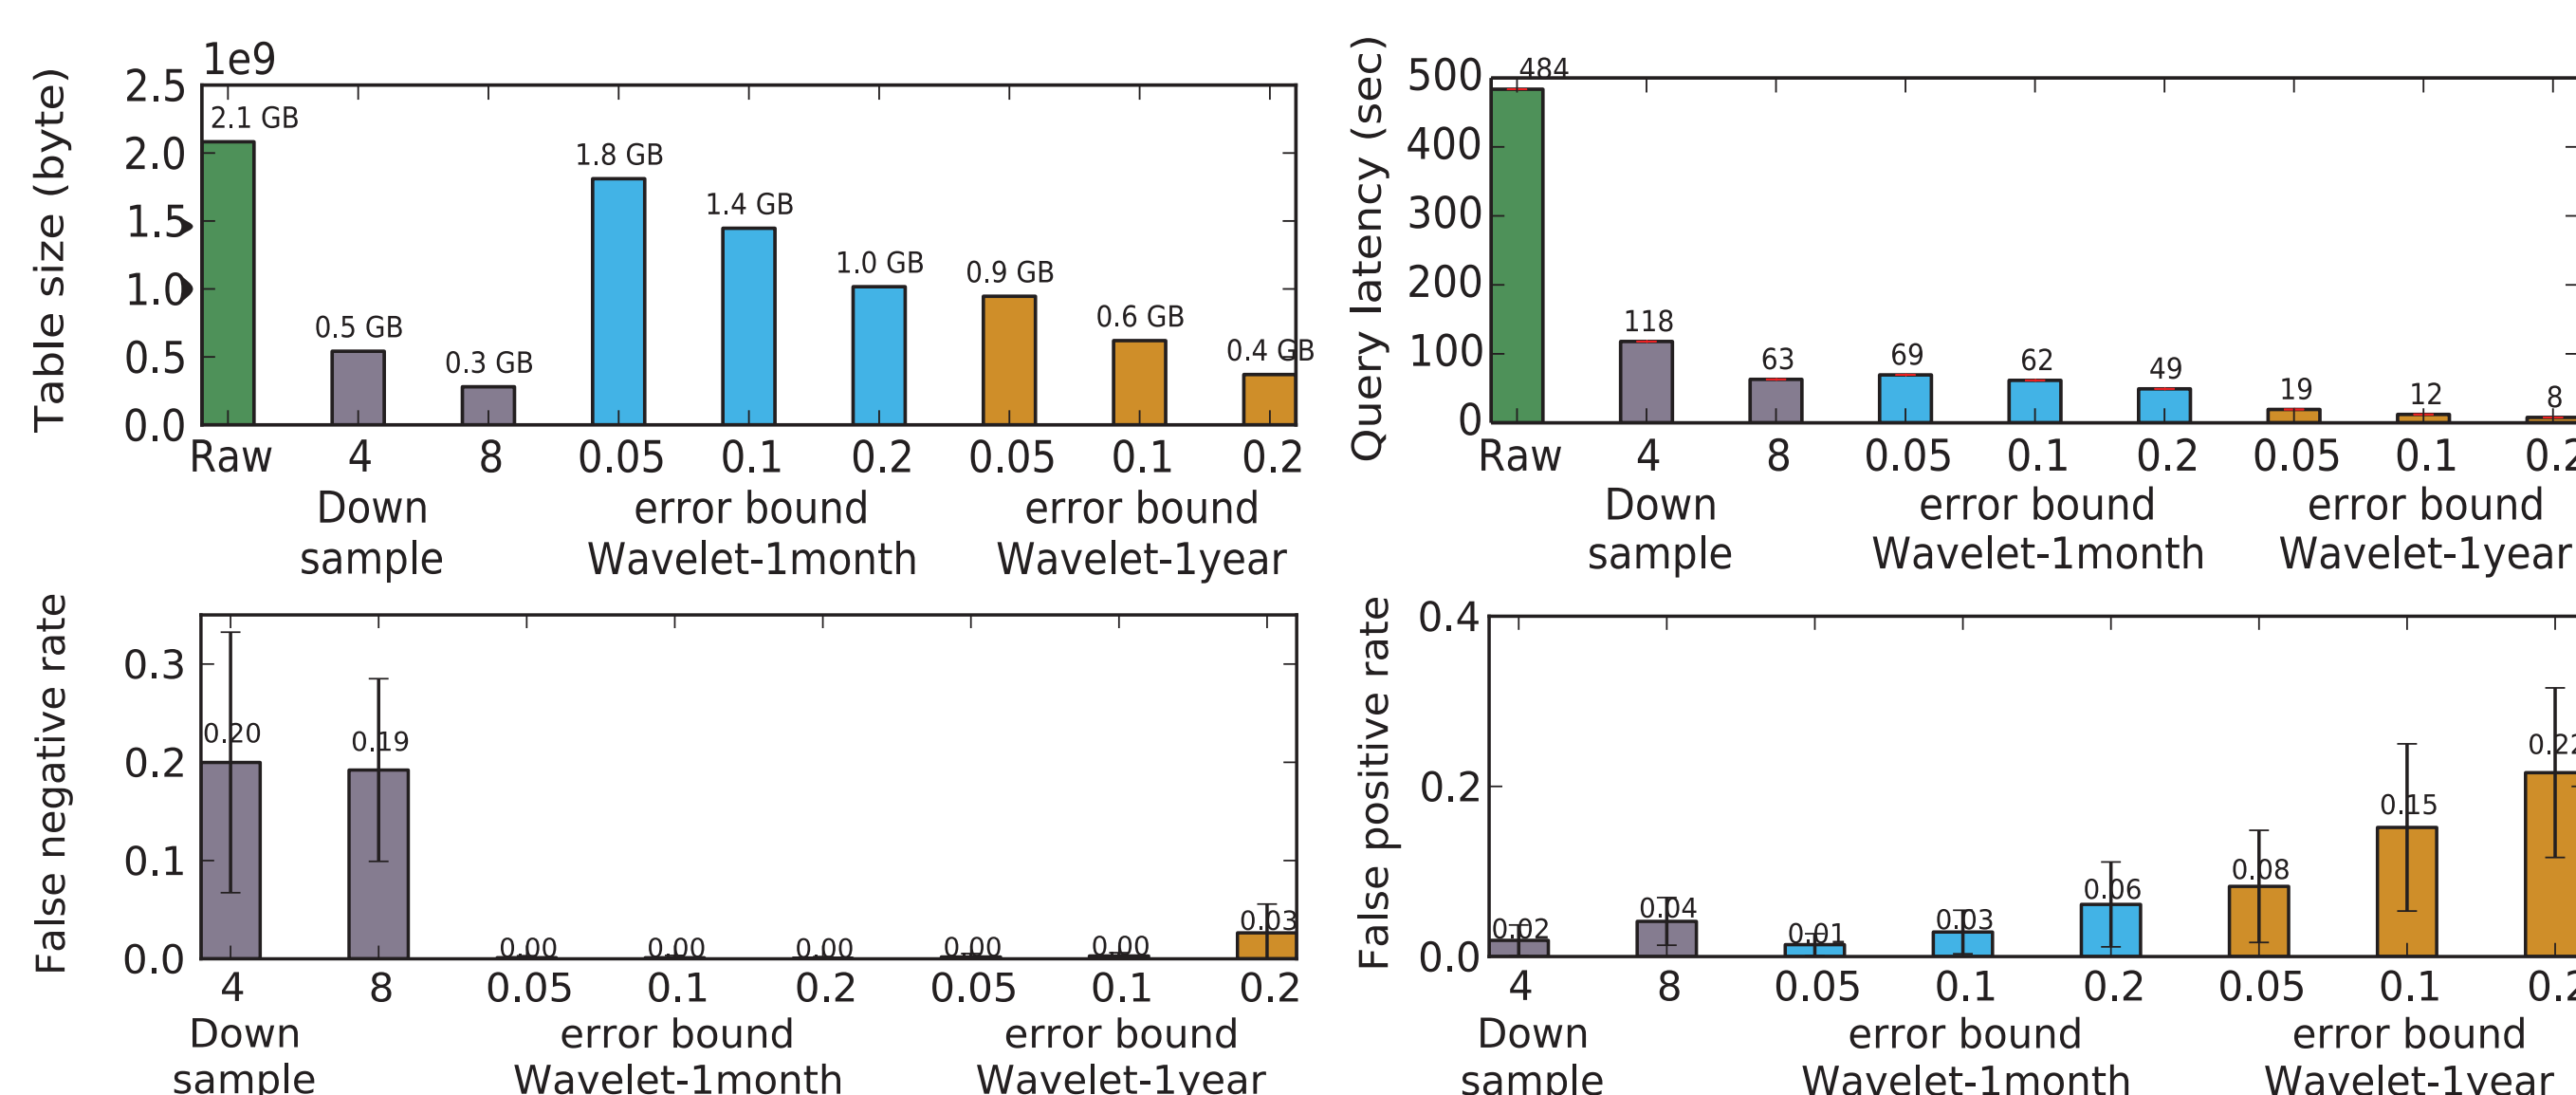 1e9
Table size (byte)
2.5
2.0
1.5
1.0
0.5
0.0
2.1 GB
0.5 GB
0.3 GB
1.8 GB
1.4 GB
1.0 GB
0.9 GB
0.6 GB
0.4 GB
Raw 4 8 0.05 0.1 0.2 0.05 0.1 0.2
Down error bound error bound
sample Wavelet-1month Wavelet-1year
Query latency (sec)
500
400
300
200
100
0
484
118
63
69
62
49
19
12
8
Raw 4 8 0.05 0.1 0.2 0.05 0.1 0.2
Down error bound error bound
sample Wavelet-1month Wavelet-1year
False negative rate
0.3
0.2
0.1
0.0
0.20
0.19
0.00
0.00
0.00
0.00
0.00
0.03
4 8 0.05 0.1 0.2 0.05 0.1 0.2
Down error bound error bound
sample Wavelet-1month Wavelet-1year
False positive rate
0.4
0.2
0.0
0.02
0.04
0.01
0.03
0.06
0.08
0.15
0.22
4 8 0.05 0.1 0.2 0.05 0.1 0.2
Down error bound error bound
sample Wavelet-1month Wavelet-1year